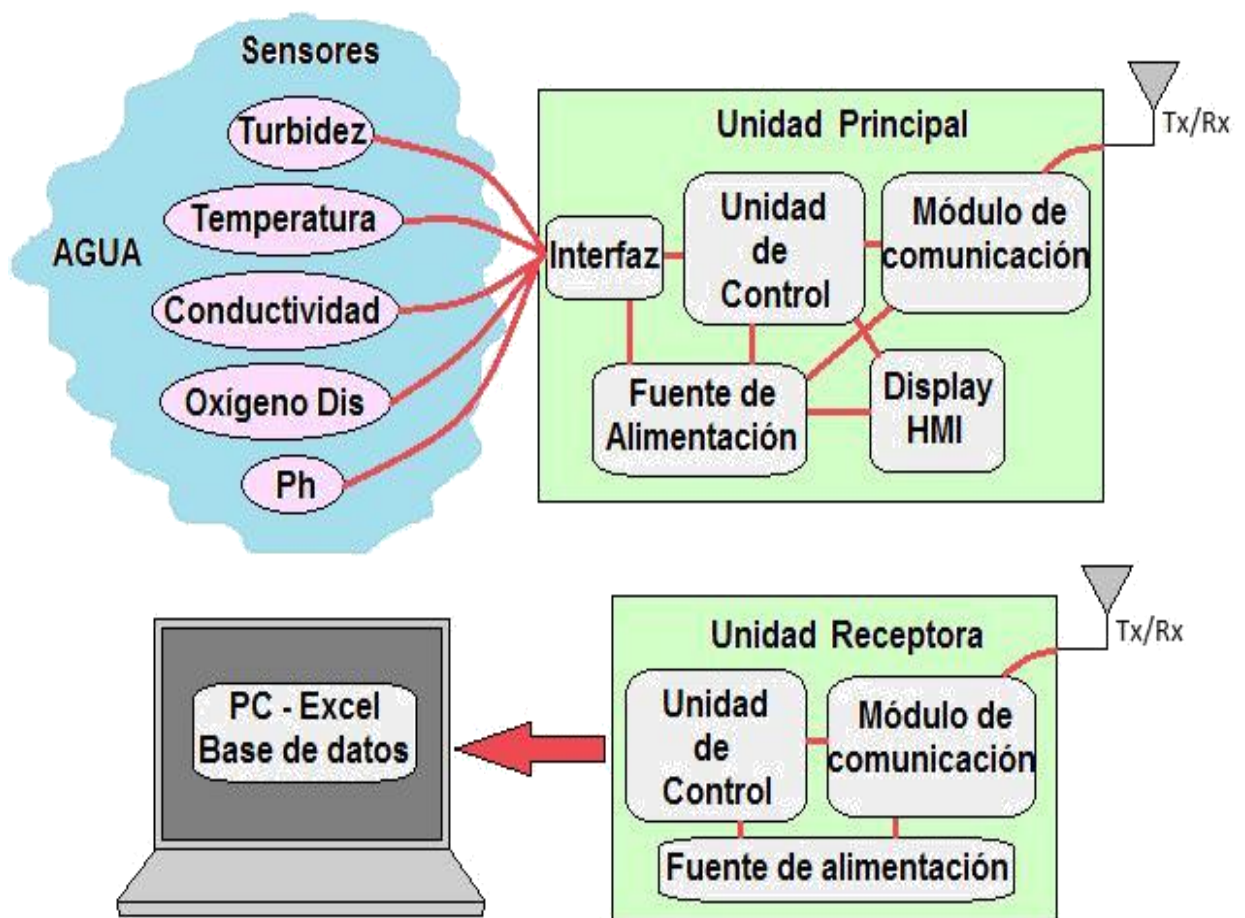 Sensores
Turbidez
Temperatura
AGUA
Conductividad
Oxígeno Dis
Ph
Unidad Principal
Tx/Rx
Interfaz
Unidad
de
Control
Módulo de
comunicación
Fuente de
Alimentación
Display
HMI
PC - Excel
Base de datos
Unidad Receptora
Tx/Rx
Unidad
de
Control
Módulo de
comunicación
Fuente de alimentación